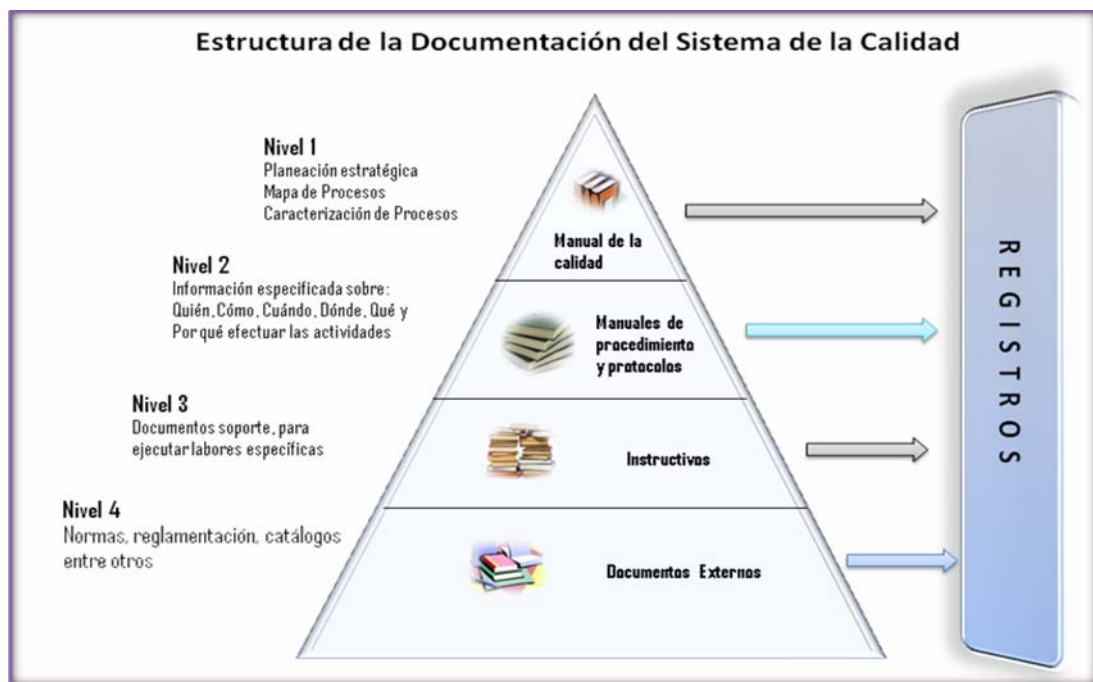 Estructura de la Documentación del Sistema de la Calidad
Nivel 1
Planeación estratégica
Mapa de Procesos
Caracterización de Procesos
Manual de la
calidad
Nivel 2
Información especificada sobre:
Quién, Cómo, Cuándo, Dónde, Qué y
Por qué efectuar las actividades
Manuales de
procedimiento
y protocolos
Nivel 3
Documentos soporte, para
ejecutar labores específicas
Instructivos
Nivel 4
Normas, reglamentación, catálogos
entre otros
Documentos Externos
REGISTROS